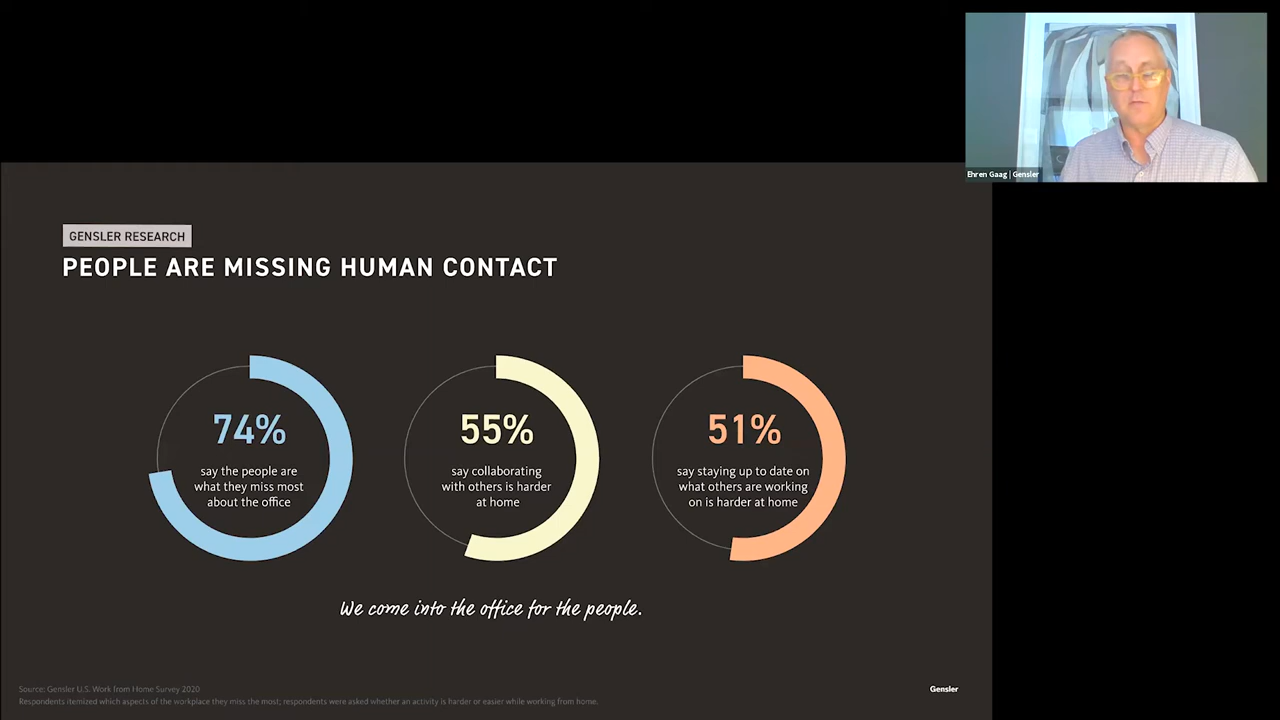 Ehren Gaag | Gensler
GENSLER RESEARCH
PEOPLE ARE MISSING HUMAN CONTACT
74%
say the people are
what they miss most
about the office
55%
say collaborating
with others is harder
at home
51%
say staying up to date on
what others are working
on is harder at home
We come into the office for the people.
Source: Gensler U.S. Work from Home Survey 2020
Respondents itemized which aspects of the workplace they miss the most; respondents were asked whether an activity is harder or easier while working from home.
Gensler